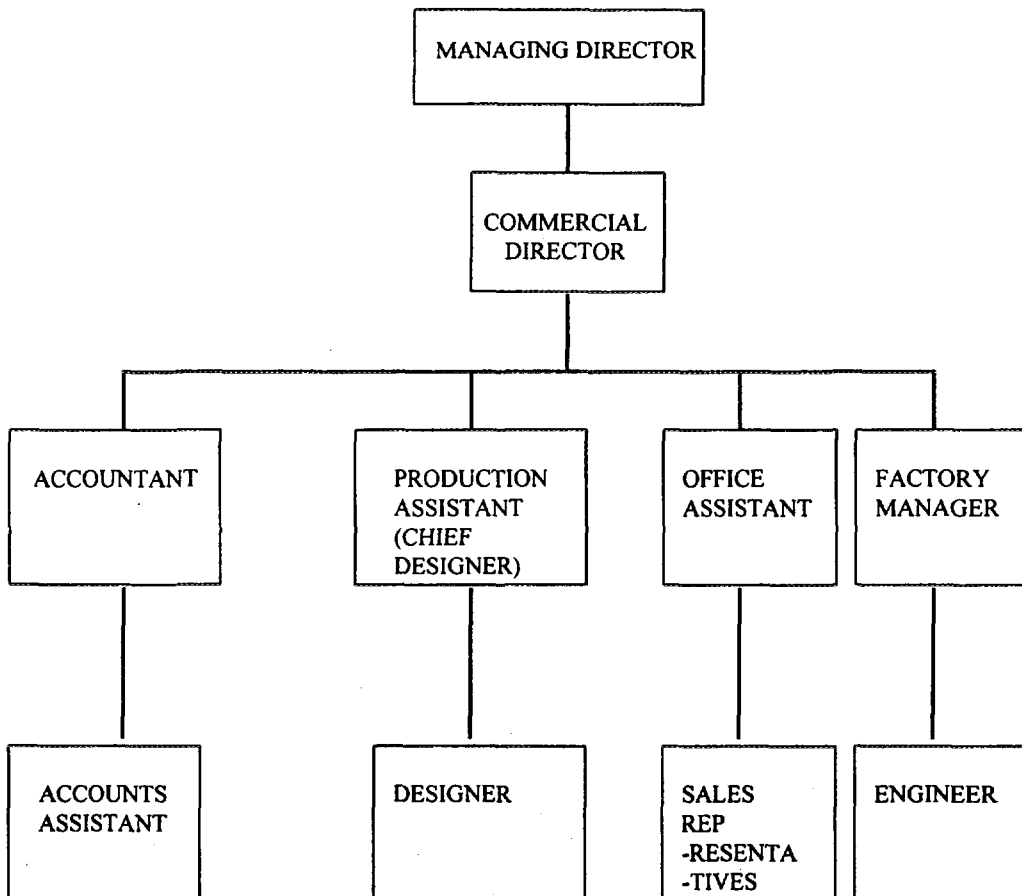 MANAGING DIRECTOR
COMMERCIAL
DIRECTOR
ACCOUNTANT
PRODUCTION
ASSISTANT
(CHIEF
DESIGNER)
OFFICE
ASSISTANT
FACTORY
MANAGER
ACCOUNTS
ASSISTANT
DESIGNER
SALES
REP
-RESENTA
-TIVES
ENGINEER